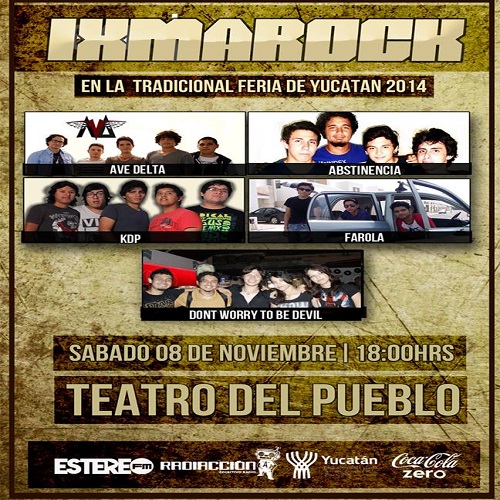 IXMAROCK
EN LA TRADICIONAL FERIA DE YUCATAN 2014
AVE DELTA
ABSTINENCIA
KDP
FAROLA
DONT WORRY TO BE DEVIL
SABADO 08 DE NOVIEMBRE | 18:00HRS
TEATRO DEL PUEBLO
ESTEREO FM
RADIACCIÓN
Yucatán
Coca-Cola
zero